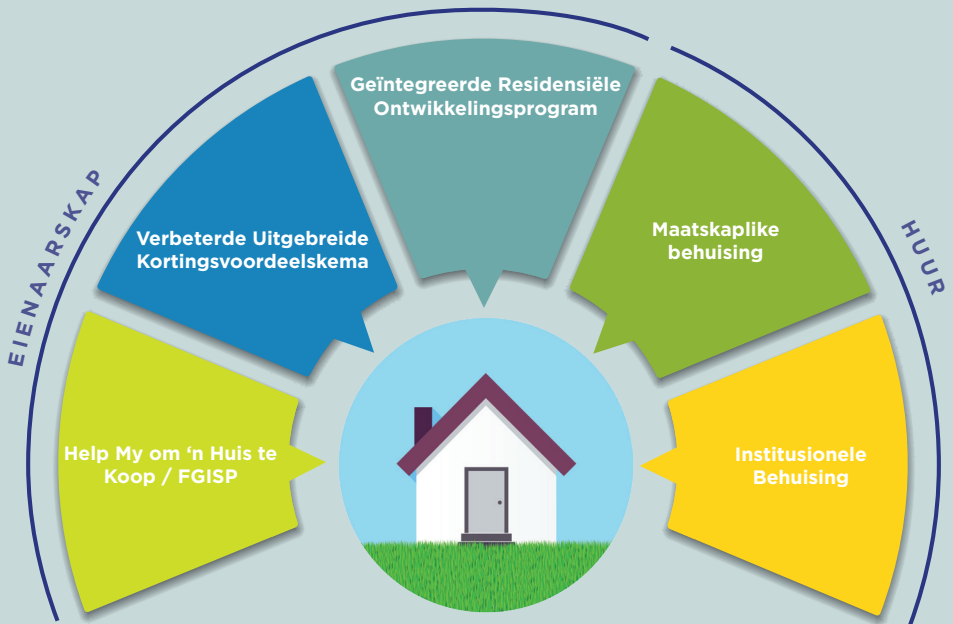 EIENAARSKAP
Help My om ‘n Huis te
Koop / FGISP
Verbeterde Uitgebreide
Kortingsvoordeelskema
Geïntegreerde Residensiële
Ontwikkelingsprogram
HUUR
Maatskaplike
behuising
Institusionele
Behuising